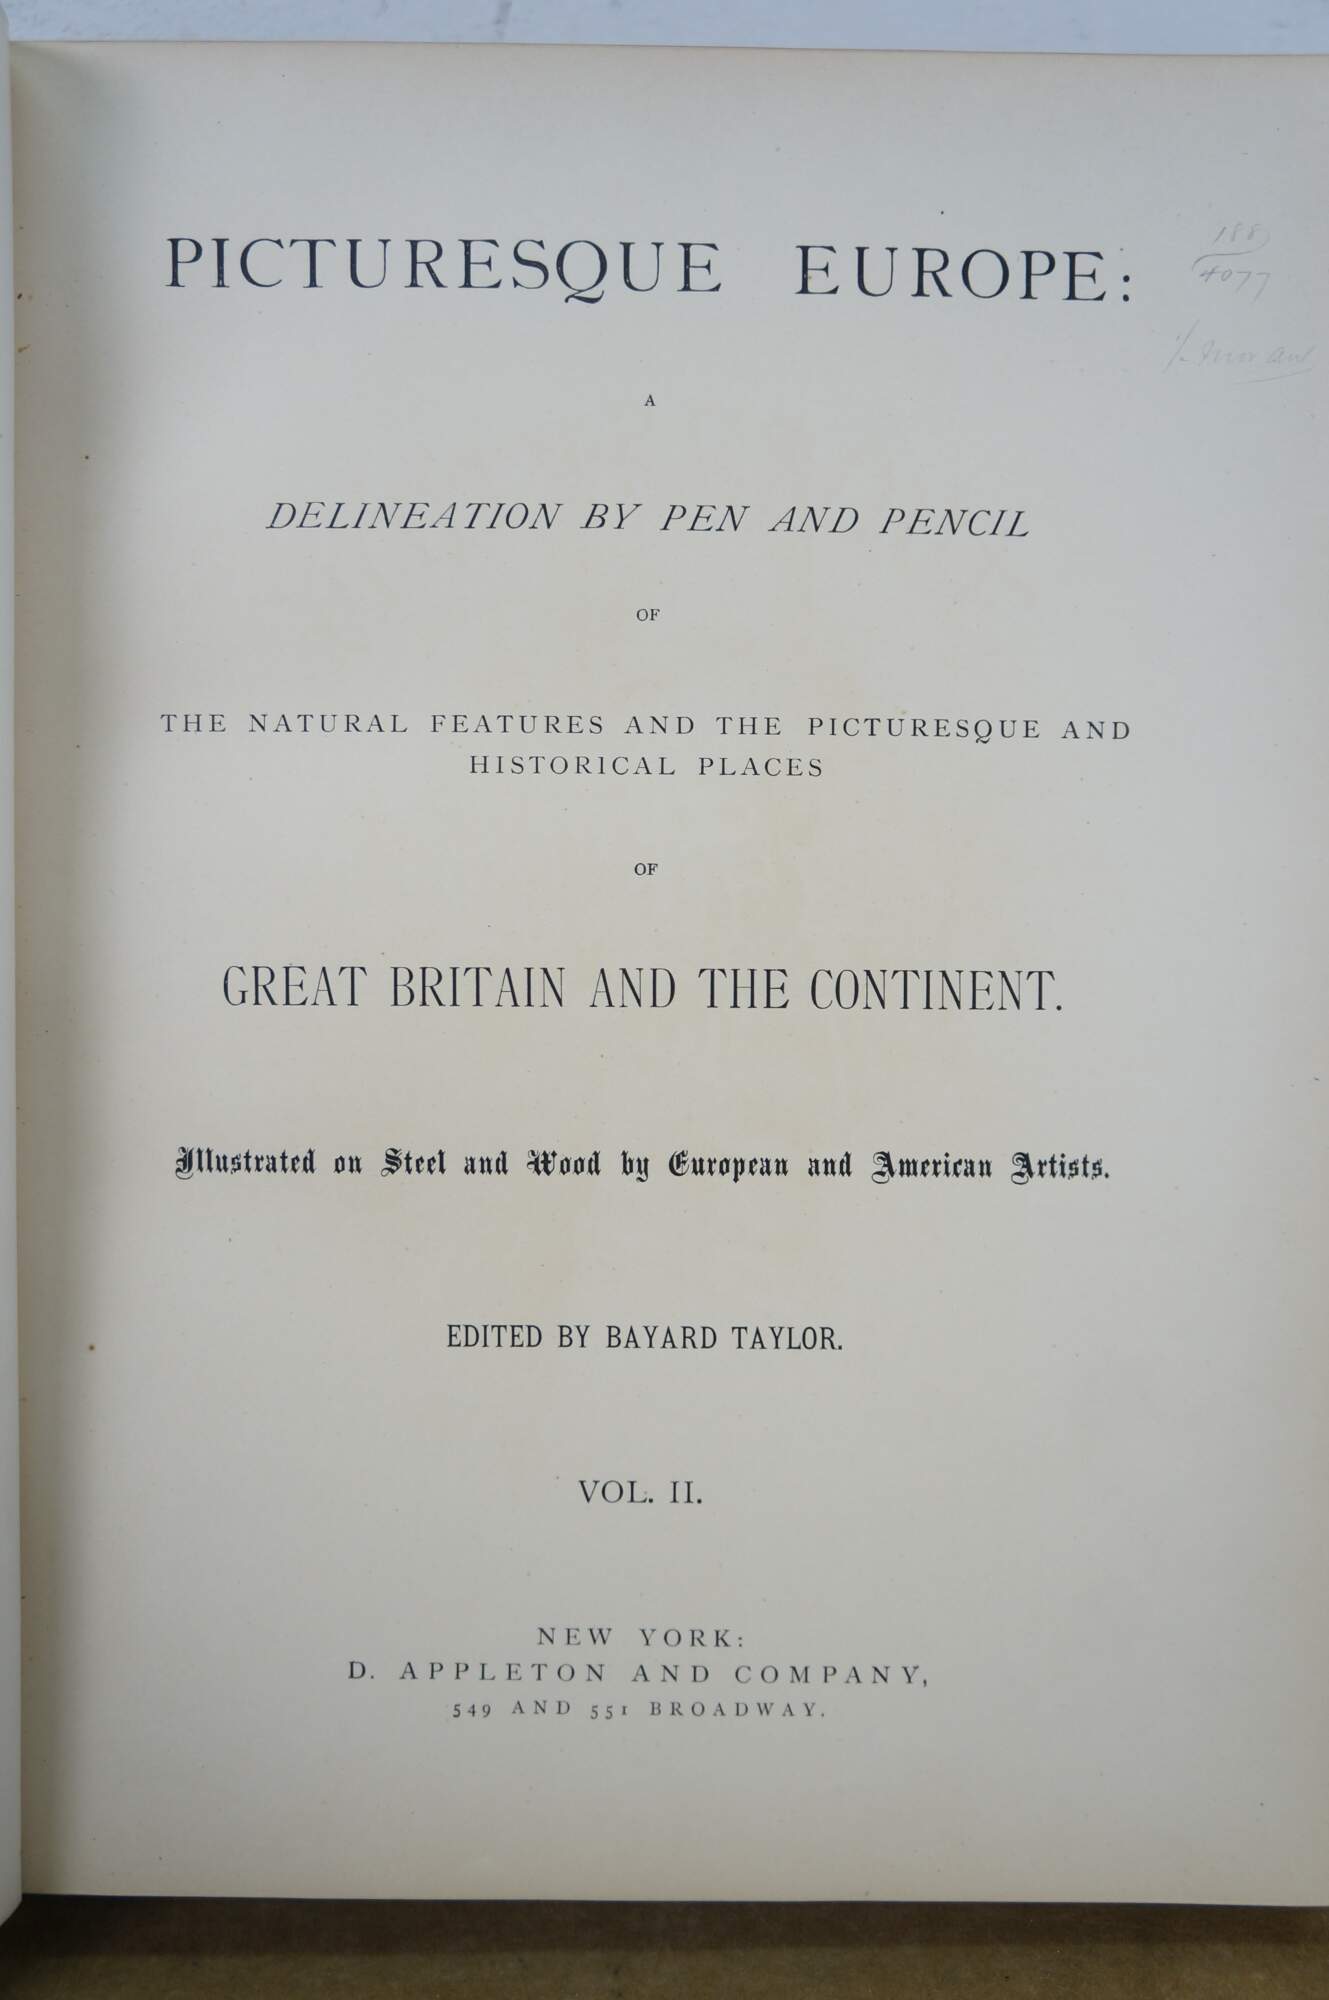 PICTURESQUE EUROPE:
A
DELINEATION BY PEN AND PENCIL
OF
THE NATURAL FEATURES AND THE PICTURESQUE AND
HISTORICAL PLACES
OF
GREAT BRITAIN AND THE CONTINENT.
Illustrated on Steel and Wood by European and American Artists.
EDITED BY BAYARD TAYLOR.
VOL. II.
NEW YORK:
D. APPLETON AND COMPANY,
549 AND 551 BROADWAY.
4077